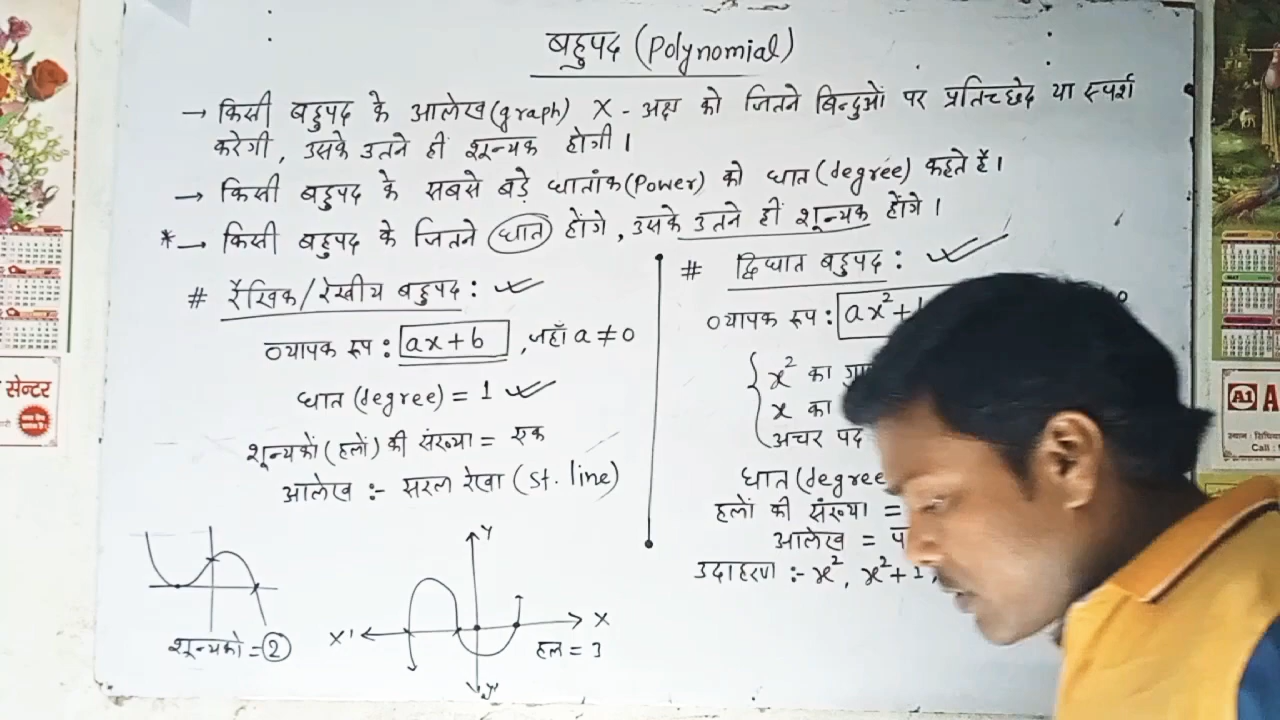 बहुपद (Polynomial)
→ किसी बहुपद के आलेख(graph) X - अक्ष को जितने बिन्दुओं पर प्रतिच्छेद या स्पर्श
करेगी, उसके उतने हीं शून्यक होगी।
→ किसी बहुपद के सबसे बड़े घातांक(Power) को घात (degree) कहते हैं।
*→ किसी बहुपद के जितने घात होंगे, उसके उतने हीं शून्यक होंगे।
# रैखिक/रेखीय बहुपद :
व्यापक रूप : ax+b , जहाँ a ≠ 0
घात (degree) = 1
शून्यकों (हलों) की संख्या = एक
आलेख :- सरल रेखा (St. line)
शून्यकों = 2
Y
X' X
Y'
हल = 3
# द्विघात बहुपद :
व्यापक रूप : ax²+
x² का
x का
अचर पद
घात (degree
हलों की संख्या =
आलेख =
उदाहरण :- x², x²+1,
सेन्टर
A1 A
Call :